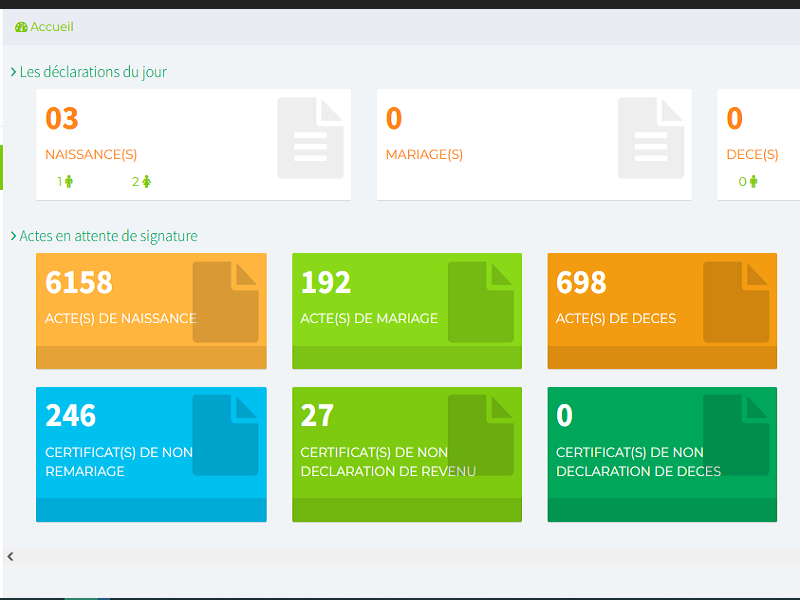 Accueil
Les déclarations du jour
03
NAISSANCE(S)
1 2
0
MARIAGE(S)
0
DECE(S)
0
Actes en attente de signature
6158
ACTE(S) DE NAISSANCE
192
ACTE(S) DE MARIAGE
698
ACTE(S) DE DECES
246
CERTIFICAT(S) DE NON
REMARIAGE
27
CERTIFICAT(S) DE NON
DECLARATION DE REVENU
0
CERTIFICAT(S) DE NON
DECLARATION DE DECES